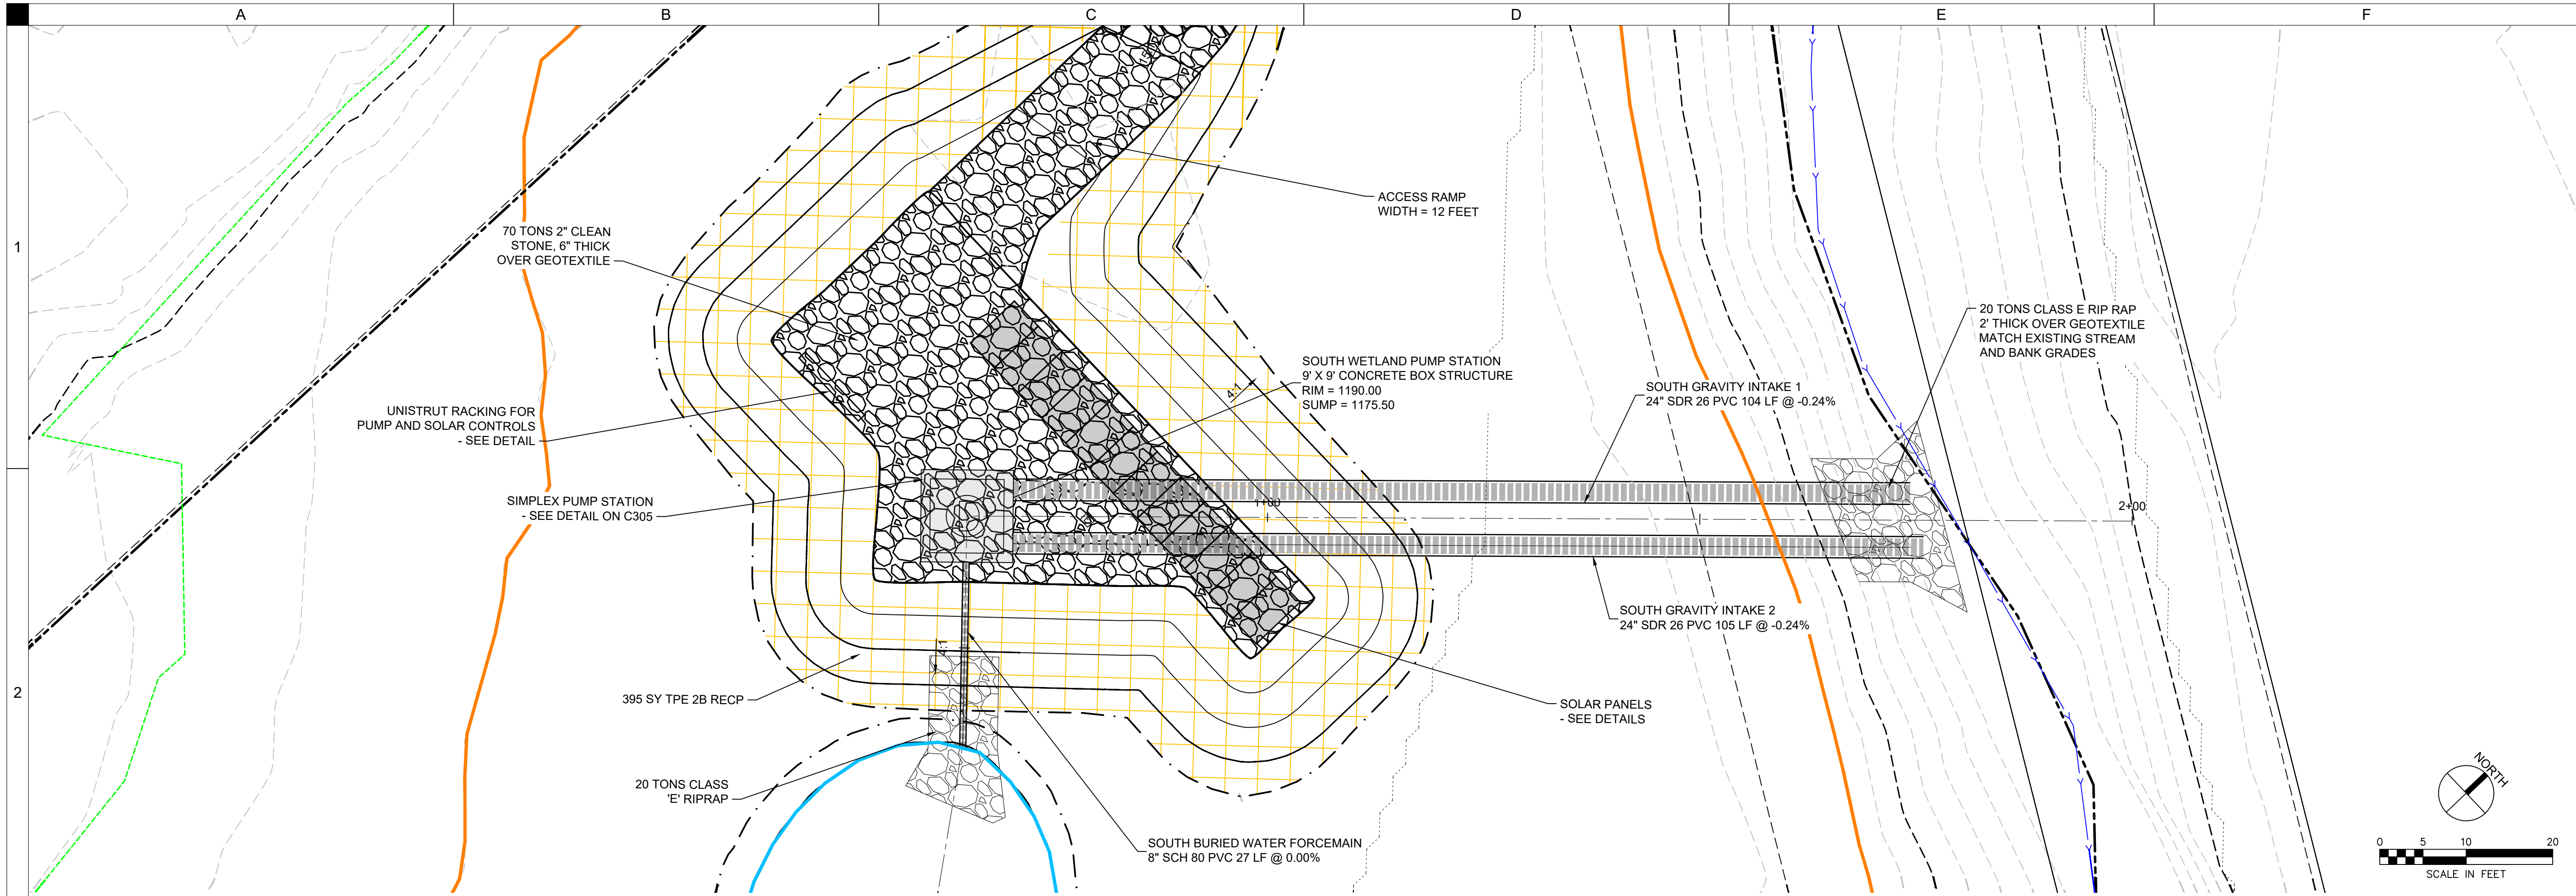 A
B
C
D
E
F
1
2
ACCESS RAMP
WIDTH = 12 FEET
70 TONS 2" CLEAN
STONE, 6" THICK
OVER GEOTEXTILE
20 TONS CLASS E RIP RAP
2' THICK OVER GEOTEXTILE
MATCH EXISTING STREAM
AND BANK GRADES
SOUTH WETLAND PUMP STATION
9' X 9' CONCRETE BOX STRUCTURE
RIM = 1190.00
SUMP = 1175.50
4:1
SOUTH GRAVITY INTAKE 1
24" SDR 26 PVC 104 LF @ -0.24%
UNISTRUT RACKING FOR
PUMP AND SOLAR CONTROLS
- SEE DETAIL
SIMPLEX PUMP STATION
- SEE DETAIL ON C305
1+00
2+00
SOUTH GRAVITY INTAKE 2
24" SDR 26 PVC 105 LF @ -0.24%
4:1
395 SY TPE 2B RECP
SOLAR PANELS
- SEE DETAILS
20 TONS CLASS
'E' RIPRAP
SOUTH BURIED WATER FORCEMAIN
8" SCH 80 PVC 27 LF @ 0.00%
NORTH
0 5 10 20
SCALE IN FEET